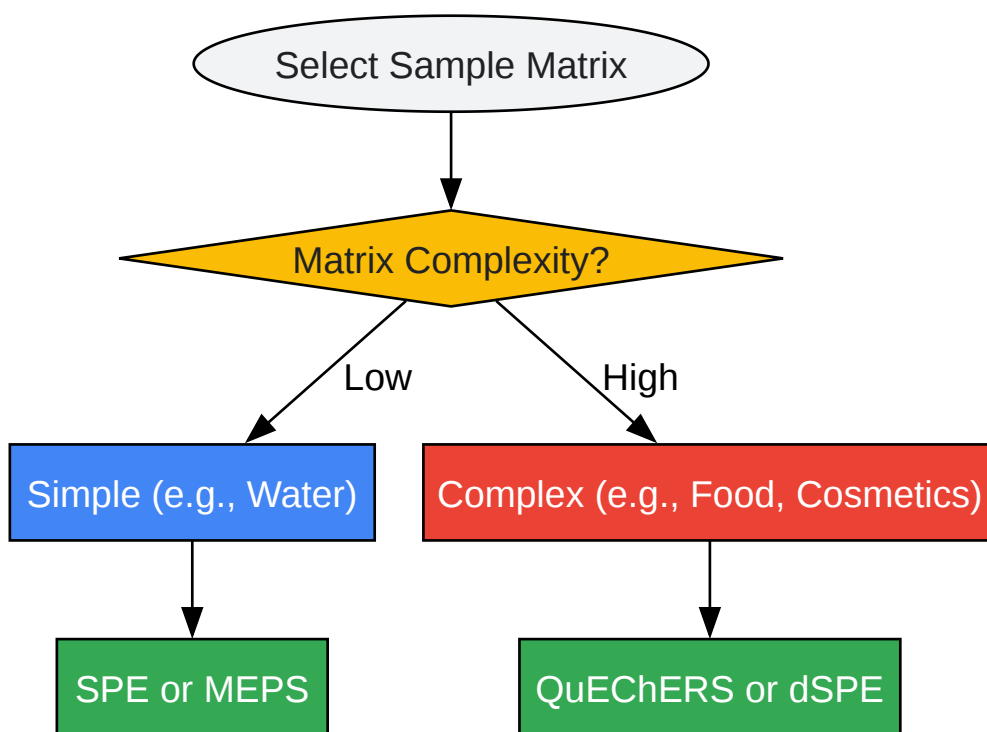 Select Sample Matrix
Matrix Complexity?
Low
High
Simple (e.g., Water)
Complex (e.g., Food, Cosmetics)
SPE or MEPS
QuEChERS or dSPE